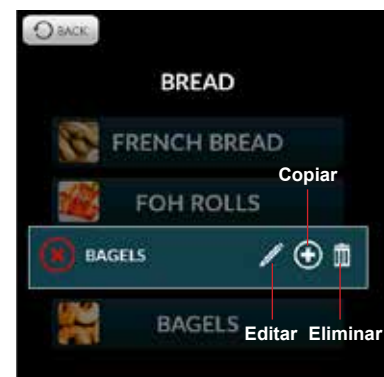 BACK
BREAD
FRENCH BREAD
Copiar
FOH ROLLS
BAGELS
BAGELS
Editar Eliminar